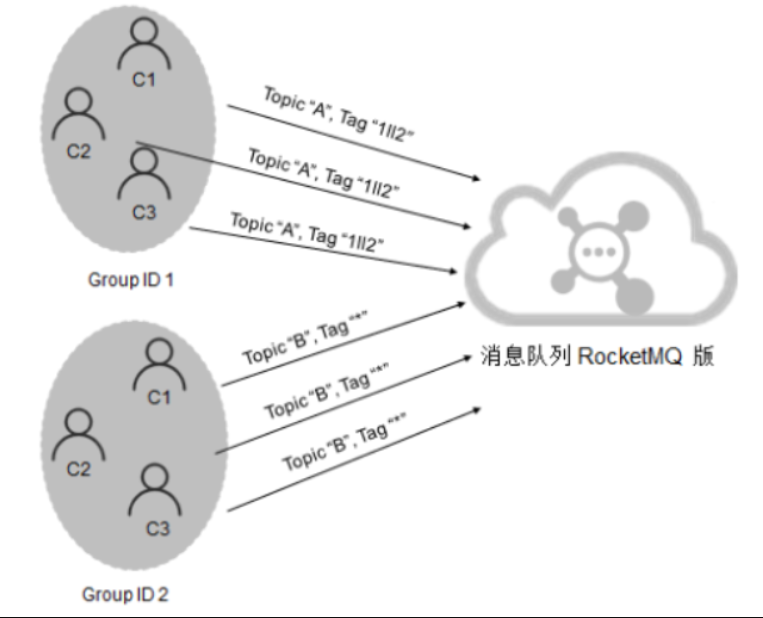 C1
C2
C3
Group ID 1
Topic “A”, Tag “1ll2”
Topic “A”, Tag “1ll2”
Topic “A”, Tag “1ll2”
消息队列 RocketMQ 版
Topic “B”, Tag “*”
Topic “B”, Tag “*”
Topic “B”, Tag “*”
C1
C2
C3
Group ID 2